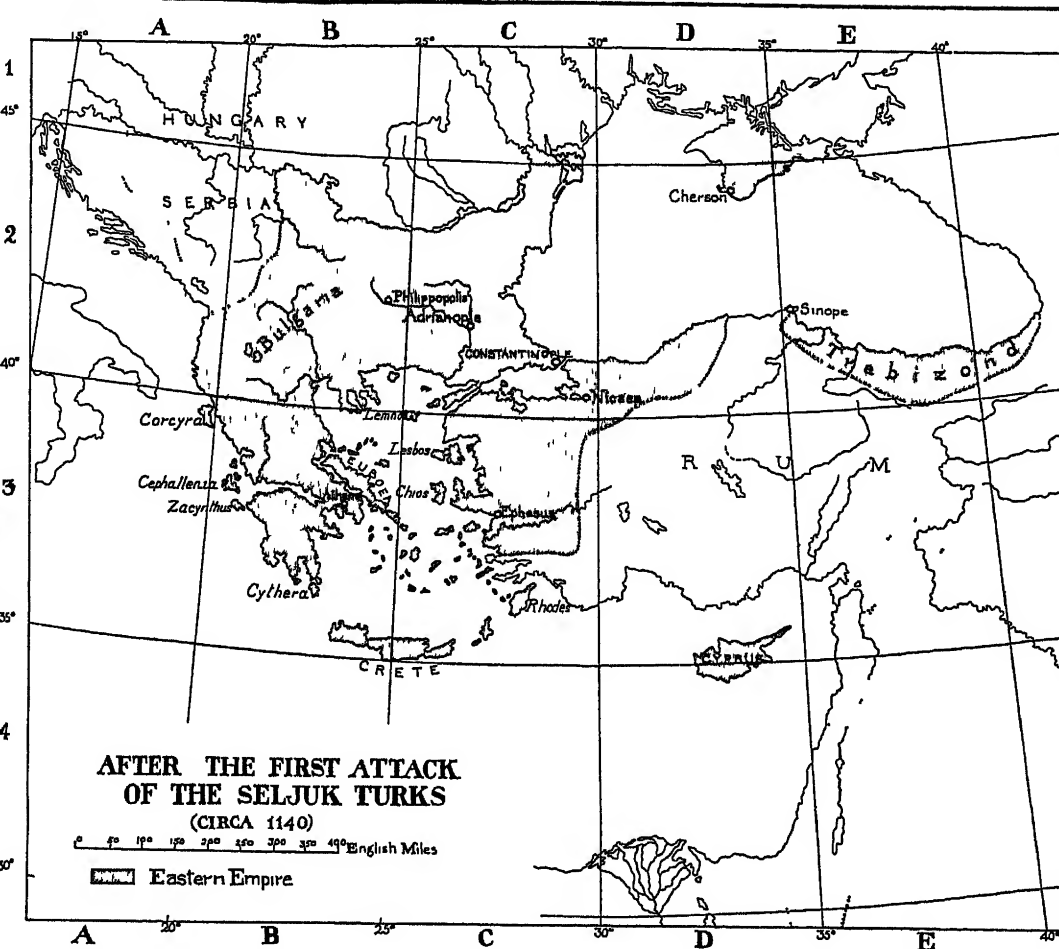 A B C D E
15° 20° 25° 30° 35° 40°
1
45°
HUNGARY
Cherson
SERBIA
2
Philippopolis
Adrianople
Sinope
Bulgaria
CONSTANTINOPLE
Trabizond
40°
Nicaea
Lemnos
Corcyra
Lesbos
R U M
EUBOEA
3
Cephallenia
Chios
Athens
Zacynthus
Ephesus
Cythera
Rhodes
35°
CYPRUS
CRETE
4
AFTER THE FIRST ATTACK
OF THE SELJUK TURKS
(CIRCA 1140)
0 50 100 150 200 250 300 350 400 English Miles
30°
Eastern Empire
20° 25° 30° 35° 40°
A B C D E